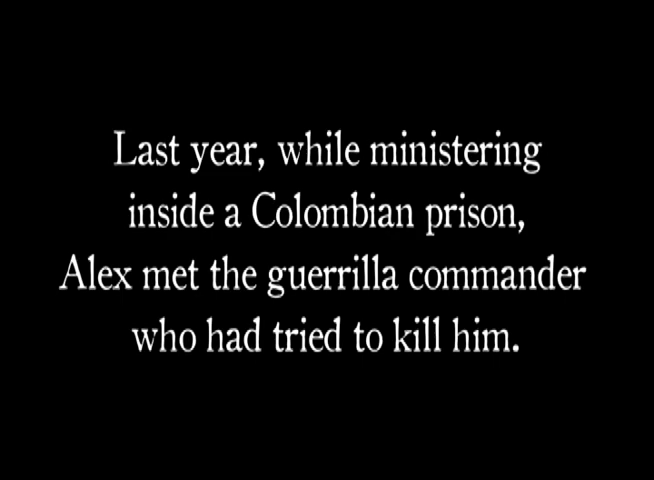 Last year, while ministering
inside a Colombian prison,
Alex met the guerrilla commander
who had tried to kill him.